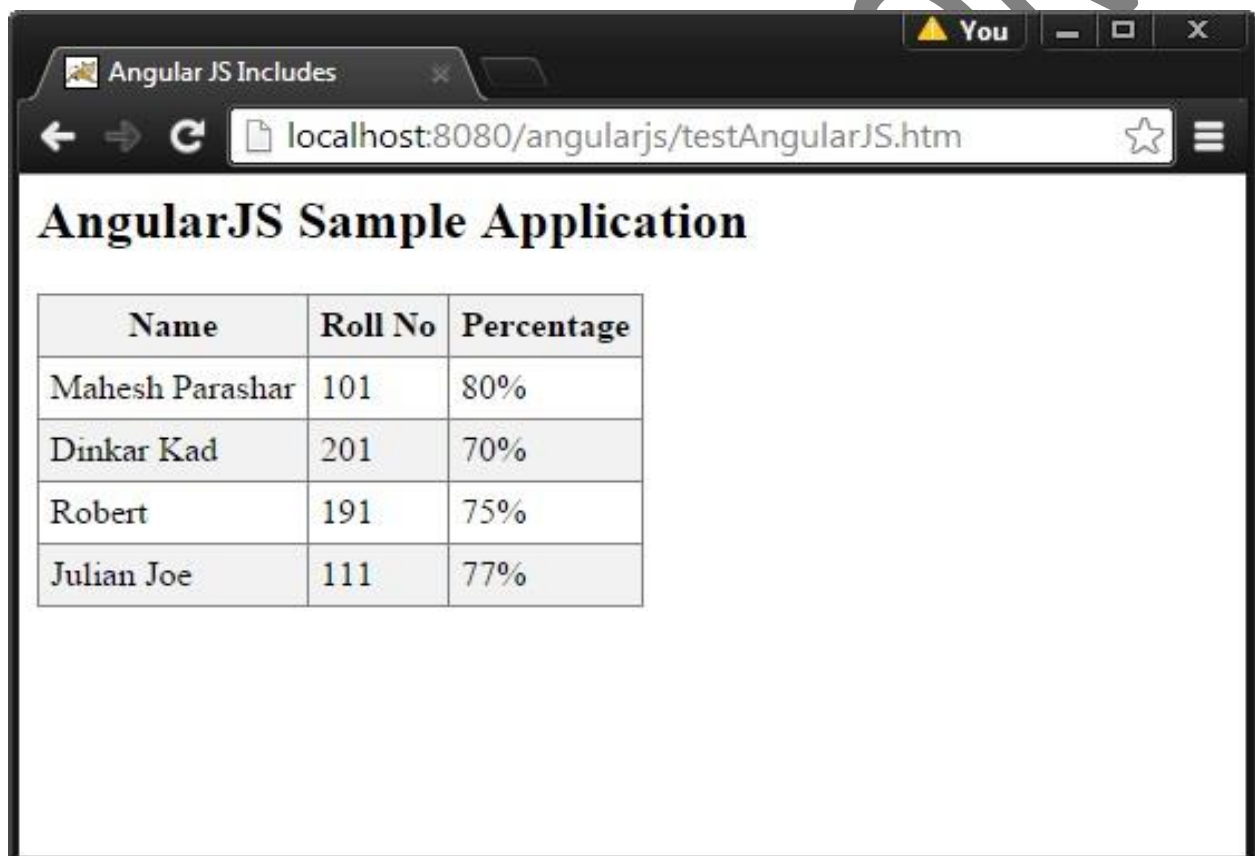 You
Angular JS Includes
localhost:8080/angularjs/testAngularJS.htm
AngularJS Sample Application
Name Roll No Percentage
Mahesh Parashar 101 80%
Dinkar Kad 201 70%
Robert 191 75%
Julian Joe 111 77%